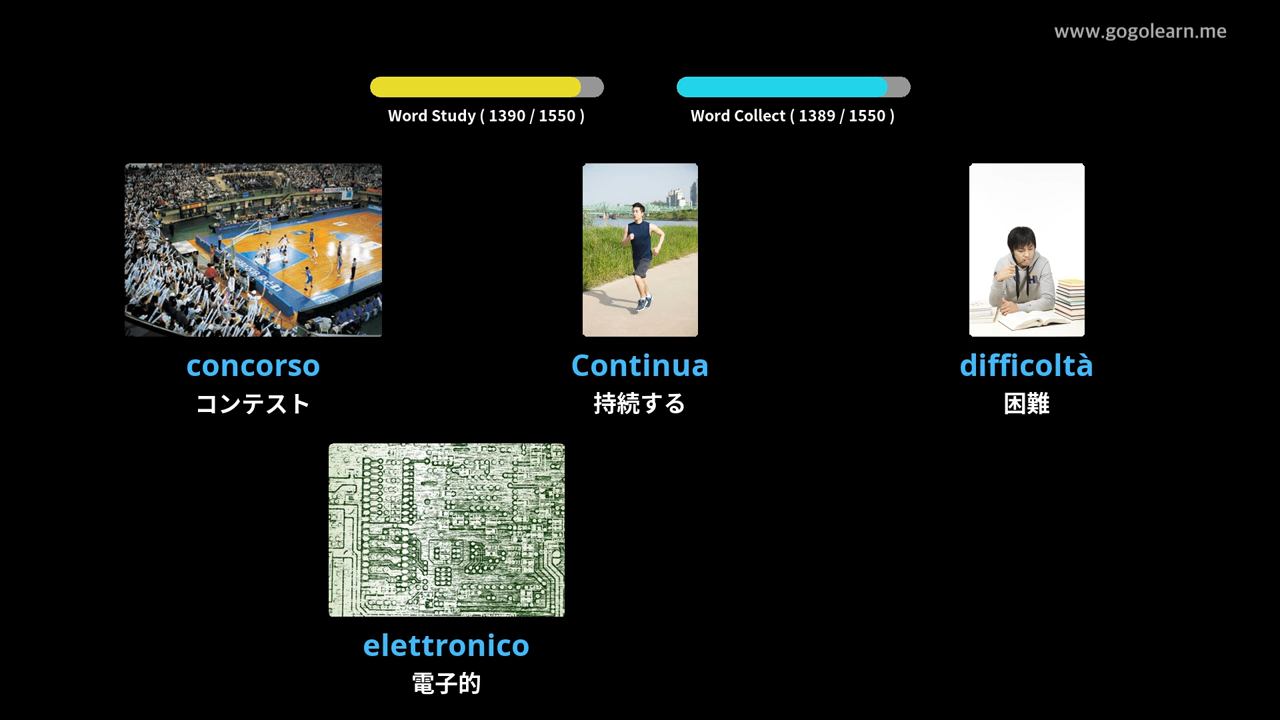 www.gogolearn.me
Word Study ( 1390 / 1550 )
Word Collect ( 1389 / 1550 )
concorso
コンテスト
Continua
持続する
difficoltà
困難
elettronico
電子的